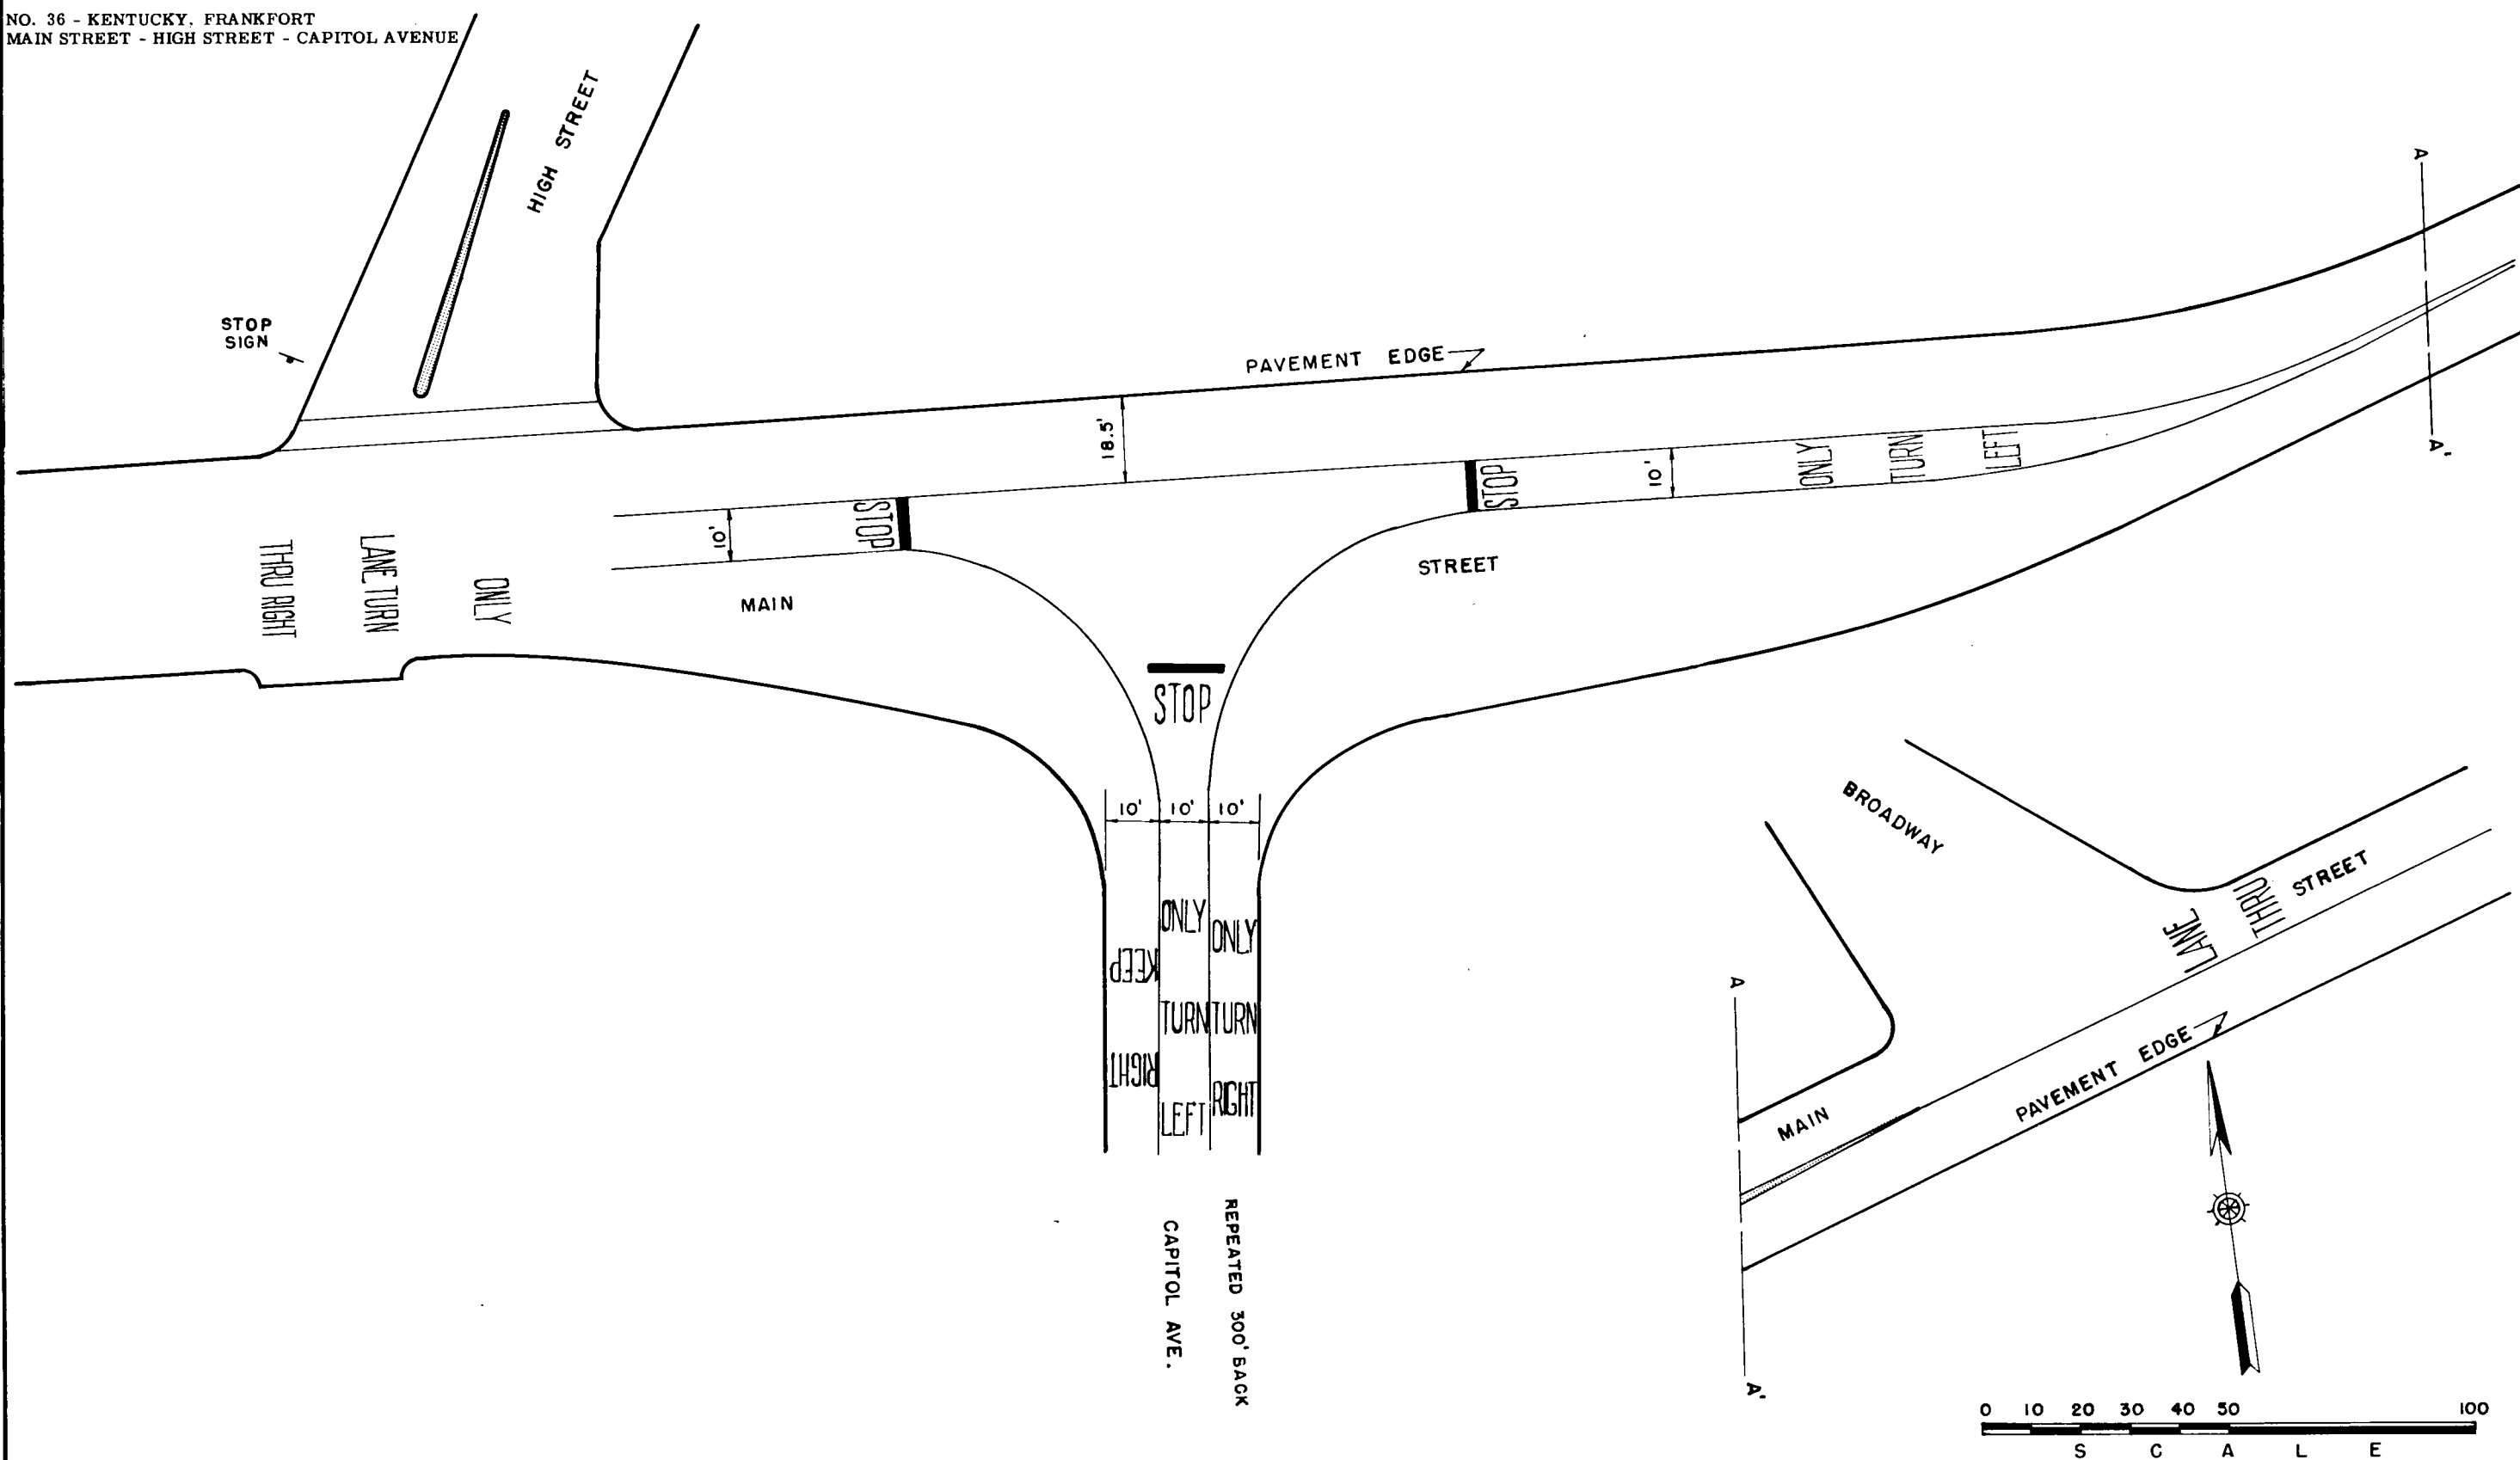 NO. 36 - KENTUCKY, FRANKFORT
MAIN STREET - HIGH STREET - CAPITOL AVENUE
HIGH STREET
STOP
SIGN
PAVEMENT EDGE
18.5'
10'
STOP
10'
STOP
ONLY
TURN
LEFT
A
A'
THRU RIGHT
LANE TURN
ONLY
MAIN
STREET
STOP
10' 10' 10'
KEEP
RIGHT
ONLY
TURN
LEFT
ONLY
TURN
RIGHT
CAPITOL AVE.
REPEATED 300' BACK
BROADWAY
LANE
THRU
STREET
A
MAIN
PAVEMENT EDGE
A'
0 10 20 30 40 50 100
SCALE